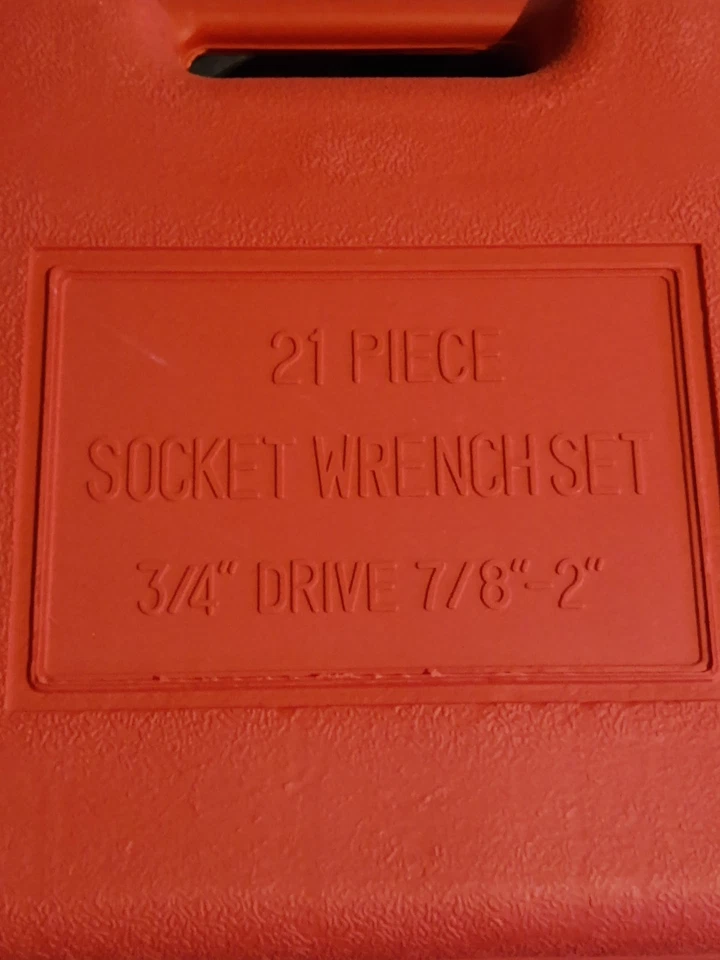 21 PIECE
SOCKET WRENCH SET
3/4" DRIVE 7/8"-2"